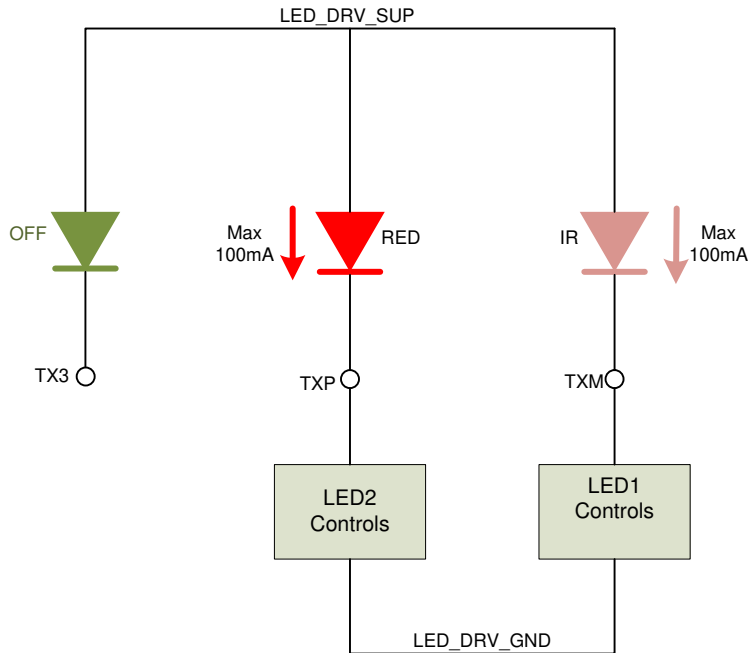 LED_DRV_SUP
OFF
Max
100mA
RED
IR
Max
100mA
TX3
TXP
TXM
LED2
Controls
LED1
Controls
LED_DRV_GND